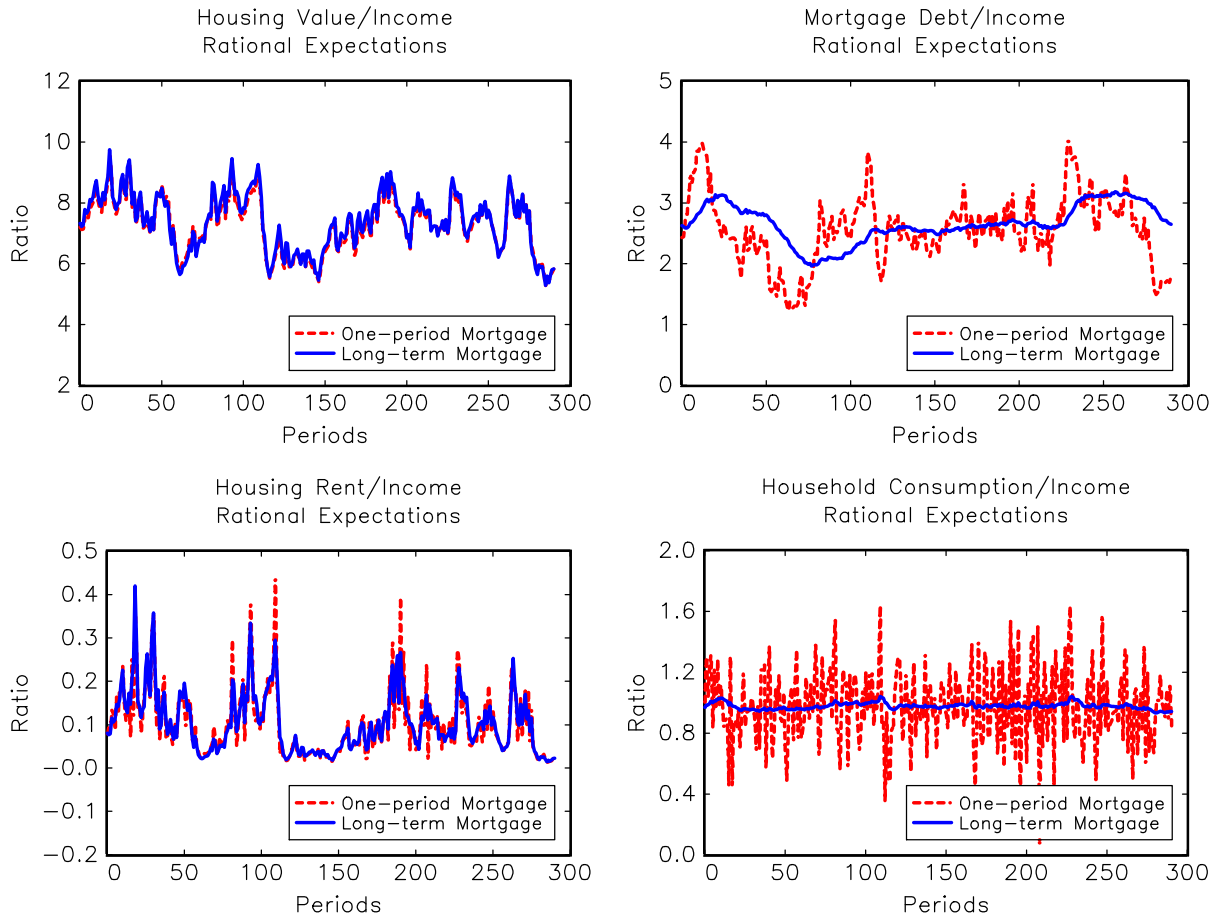 Housing Value/Income
Rational Expectations
12
10
8
6
4
2
Ratio
One-period Mortgage
Long-term Mortgage
0 50 100 150 200 250 300
Periods
Mortgage Debt/Income
Rational Expectations
5
4
3
2
1
0
Ratio
One-period Mortgage
Long-term Mortgage
0 50 100 150 200 250 300
Periods
Housing Rent/Income
Rational Expectations
0.5
0.4
0.3
0.2
0.1
-0.0
-0.1
-0.2
Ratio
One-period Mortgage
Long-term Mortgage
0 50 100 150 200 250 300
Periods
Household Consumption/Income
Rational Expectations
2.0
1.6
1.2
0.8
0.4
0.0
Ratio
One-period Mortgage
Long-term Mortgage
0 50 100 150 200 250 300
Periods